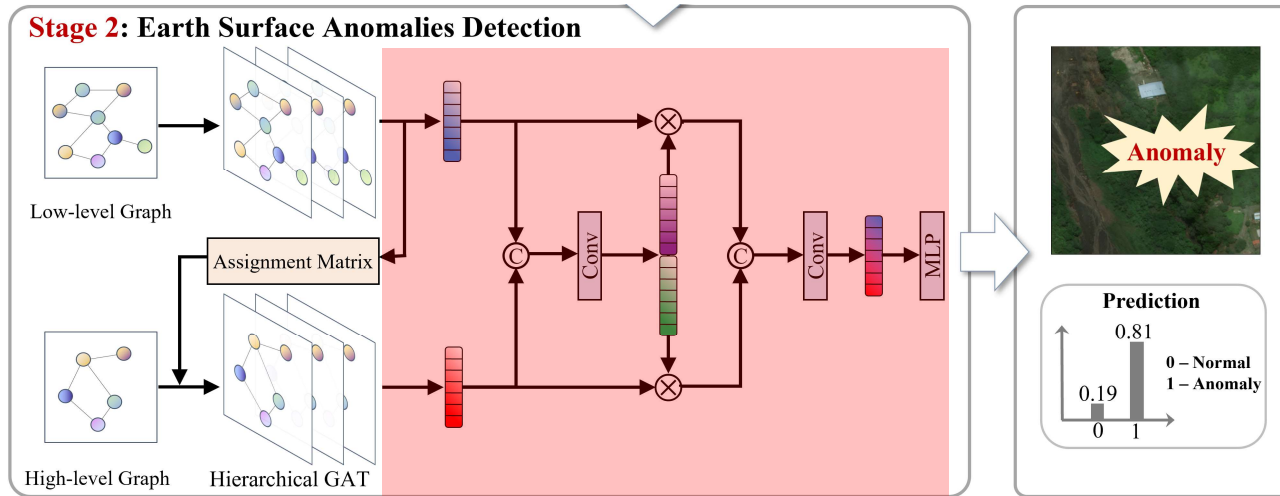 Stage 2: Earth Surface Anomalies Detection
Low-level Graph
Assignment Matrix
High-level Graph
Hierarchical GAT
C
Conv
C
Conv
MLP
Anomaly
Prediction
0.81
0.19
0 – Normal
1 – Anomaly
0 1